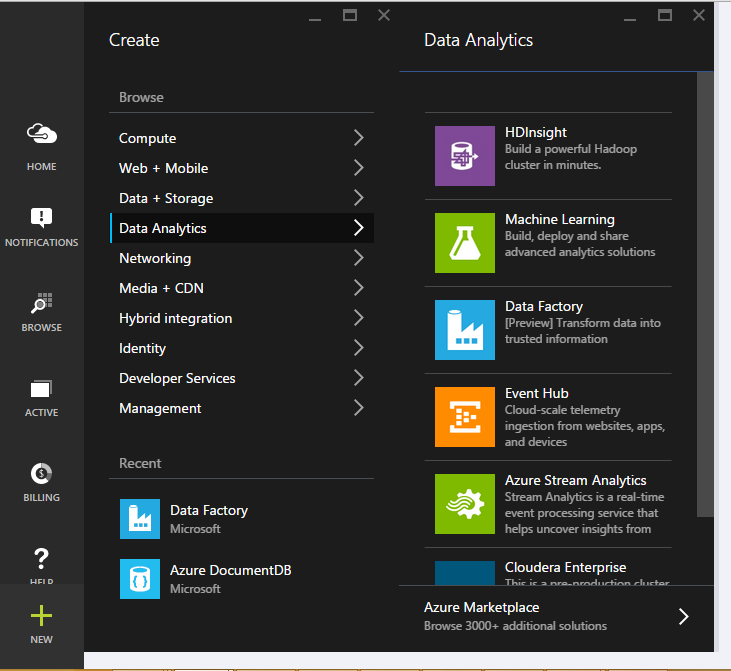 HOME
NOTIFICATIONS
BROWSE
ACTIVE
BILLING
HELP
NEW
Create
Browse
Compute
Web + Mobile
Data + Storage
Data Analytics
Networking
Media + CDN
Hybrid integration
Identity
Developer Services
Management
Recent
Data Factory
Microsoft
Azure DocumentDB
Microsoft
Data Analytics
HDInsight
Build a powerful Hadoop
cluster in minutes.
Machine Learning
Build, deploy and share
advanced analytics solutions
Data Factory
[Preview] Transform data into
trusted information
Event Hub
Cloud-scale telemetry
ingestion from websites, apps,
and devices
Azure Stream Analytics
Stream Analytics is a real-time
event processing service that
helps uncover insights from
Cloudera Enterprise
This is a pre-production cluster
Azure Marketplace
Browse 3000+ additional solutions